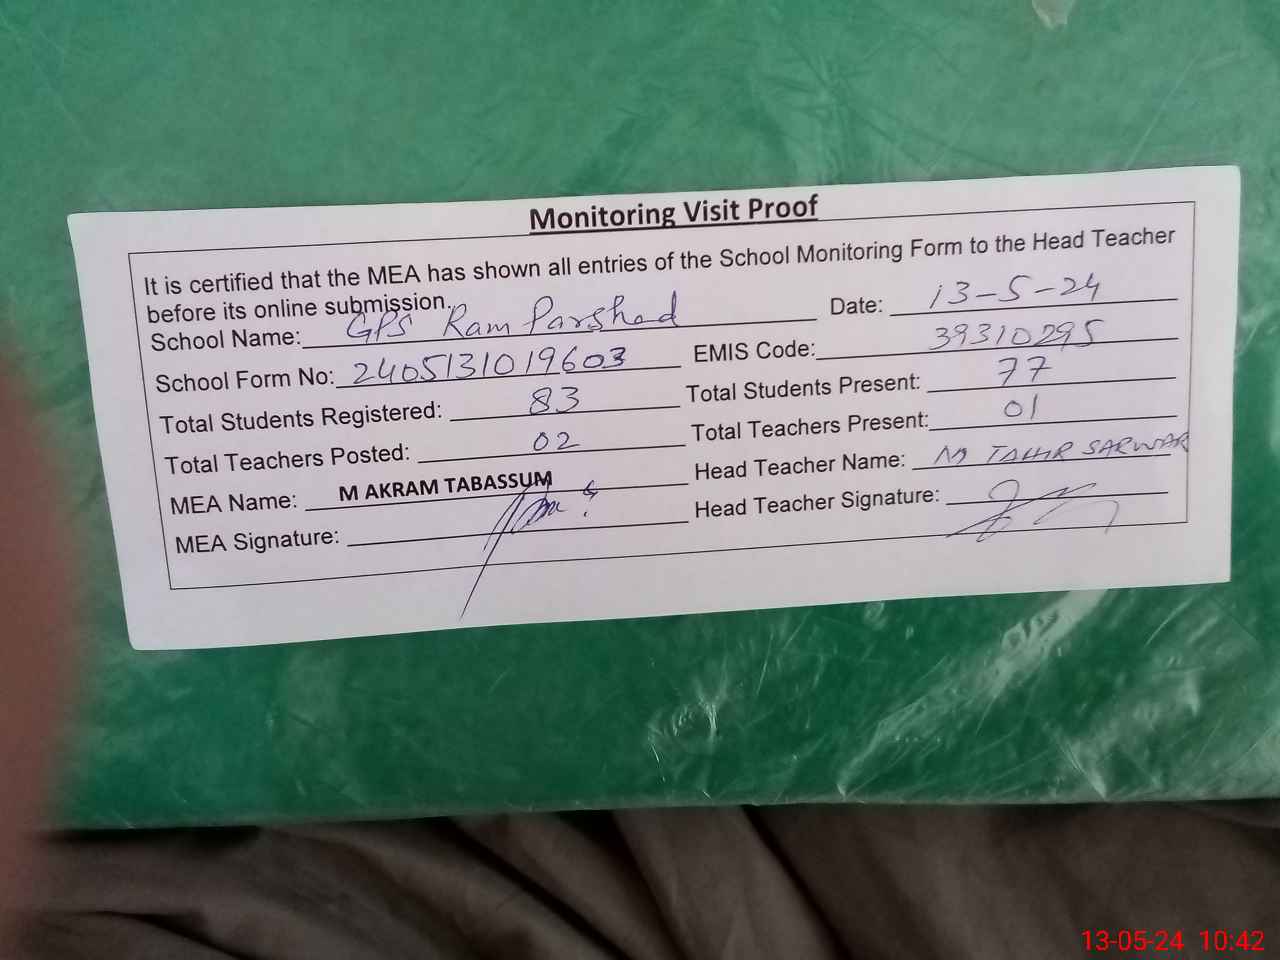 Monitoring Visit Proof
It is certified that the MEA has shown all entries of the School Monitoring Form to the Head Teacher
before its online submission.
School Name: GPS Ram Parshad Date: 13-5-24
School Form No: 2405131019603 EMIS Code: 39310295
Total Students Registered: 83 Total Students Present: 77
Total Teachers Posted: 02 Total Teachers Present: 01
MEA Name: M AKRAM TABASSUM Head Teacher Name: M TAHIR SARWAR
MEA Signature: Head Teacher Signature:
13-05-24 10:42